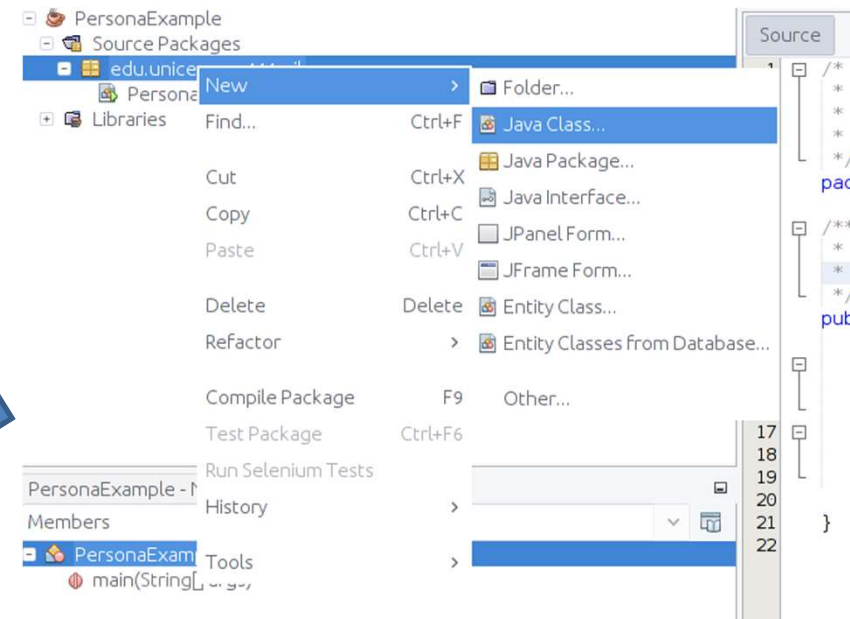 PersonaExample
Source Packages
edu.unice
Persona
Libraries
New >
Find... Ctrl+F
Cut Ctrl+X
Copy Ctrl+C
Paste Ctrl+V
Delete Delete
Refactor >
Compile Package F9
Test Package Ctrl+F6
Run Selenium Tests
History >
Tools >
Folder...
Java Class...
Java Package...
Java Interface...
JPanel Form...
JFrame Form...
Entity Class...
Entity Classes from Database...
Other...
PersonaExample - N
Members
PersonaExam
main(String[]
Source
1 /*
*
*
*
*/
pac
/**
*
*
*/
pub
17
18
19
20
21 }
22